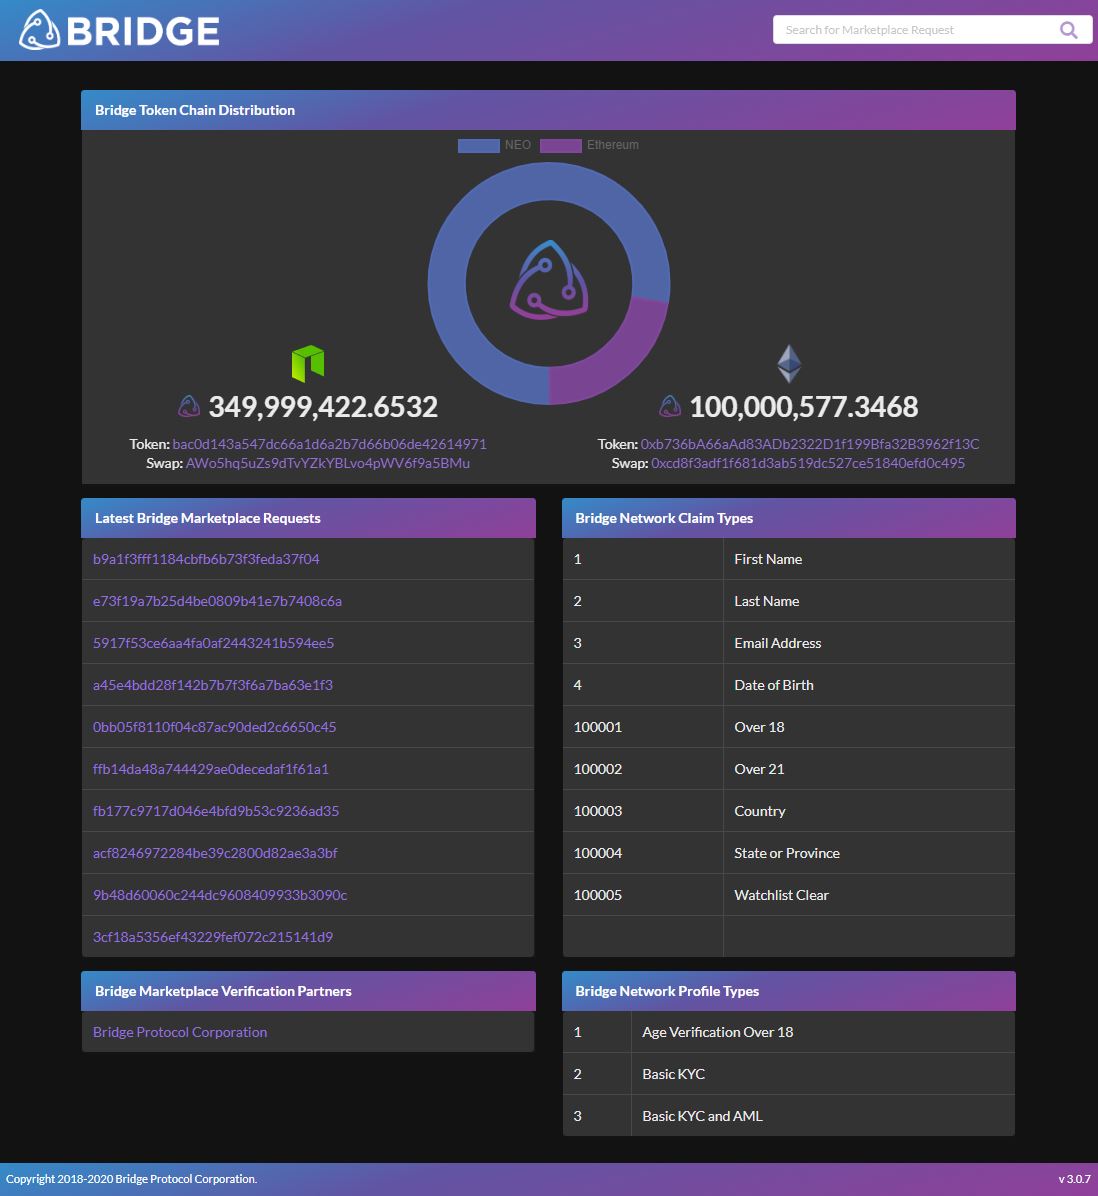 BRIDGE
Search for Marketplace Request
Bridge Token Chain Distribution
NEO Ethereum
349,999,422.6532
Token: bac0d143a547dc66a1d6a2b7d66b06de42614971
Swap: AWo5hq5uZs9dTvYZkYBLvo4pWV6f9a5BMu
100,000,577.3468
Token: 0xb736bA66aAd83ADb2322D1f199Bfa32B3962f13C
Swap: 0xcd8f3adf1f681d3ab519dc527ce51840efd0c495
Latest Bridge Marketplace Requests
b9a1f3fff1184cbfb6b73f3feda37f04
e73f19a7b25d4be0809b41e7b7408c6a
5917f53ce6aa4fa0af2443241b594ee5
a45e4bdd28f142b7b7f3f6a7ba63e1f3
0bb05f8110f04c87ac90ded2c6650c45
ffb14da48a744429ae0decedaf1f61a1
fb177c9717d046e4bfd9b53c9236ad35
acf8246972284be39c2800d82ae3a3bf
9b48d60060c244dc9608409933b3090c
3cf18a5356ef43229fef072c215141d9
Bridge Network Claim Types
1 First Name
2 Last Name
3 Email Address
4 Date of Birth
100001 Over 18
100002 Over 21
100003 Country
100004 State or Province
100005 Watchlist Clear
Bridge Marketplace Verification Partners
Bridge Protocol Corporation
Bridge Network Profile Types
1 Age Verification Over 18
2 Basic KYC
3 Basic KYC and AML
Copyright 2018-2020 Bridge Protocol Corporation.
v 3.0.7